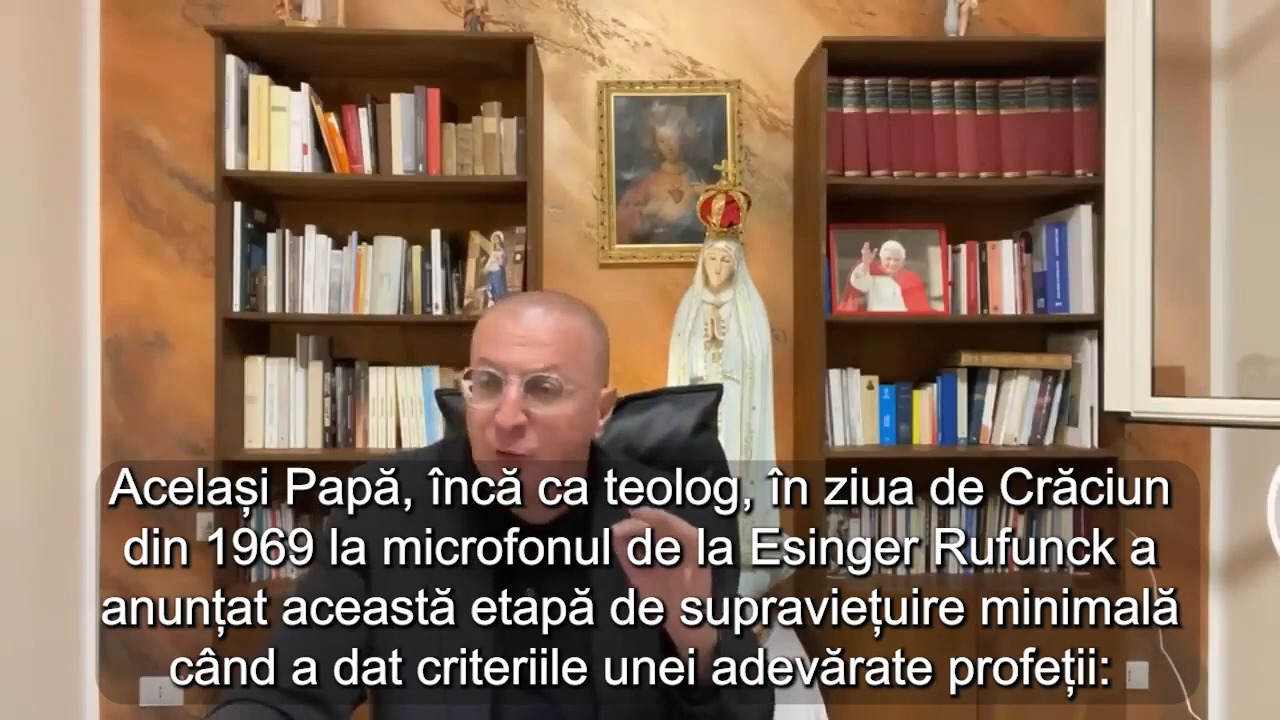 Același Papă, încă ca teolog, în ziua de Crăciun
din 1969 la microfonul de la Esinger Rufunck a
anunțat această etapă de supraviețuire minimală
când a dat criteriile unei adevărate profeții: